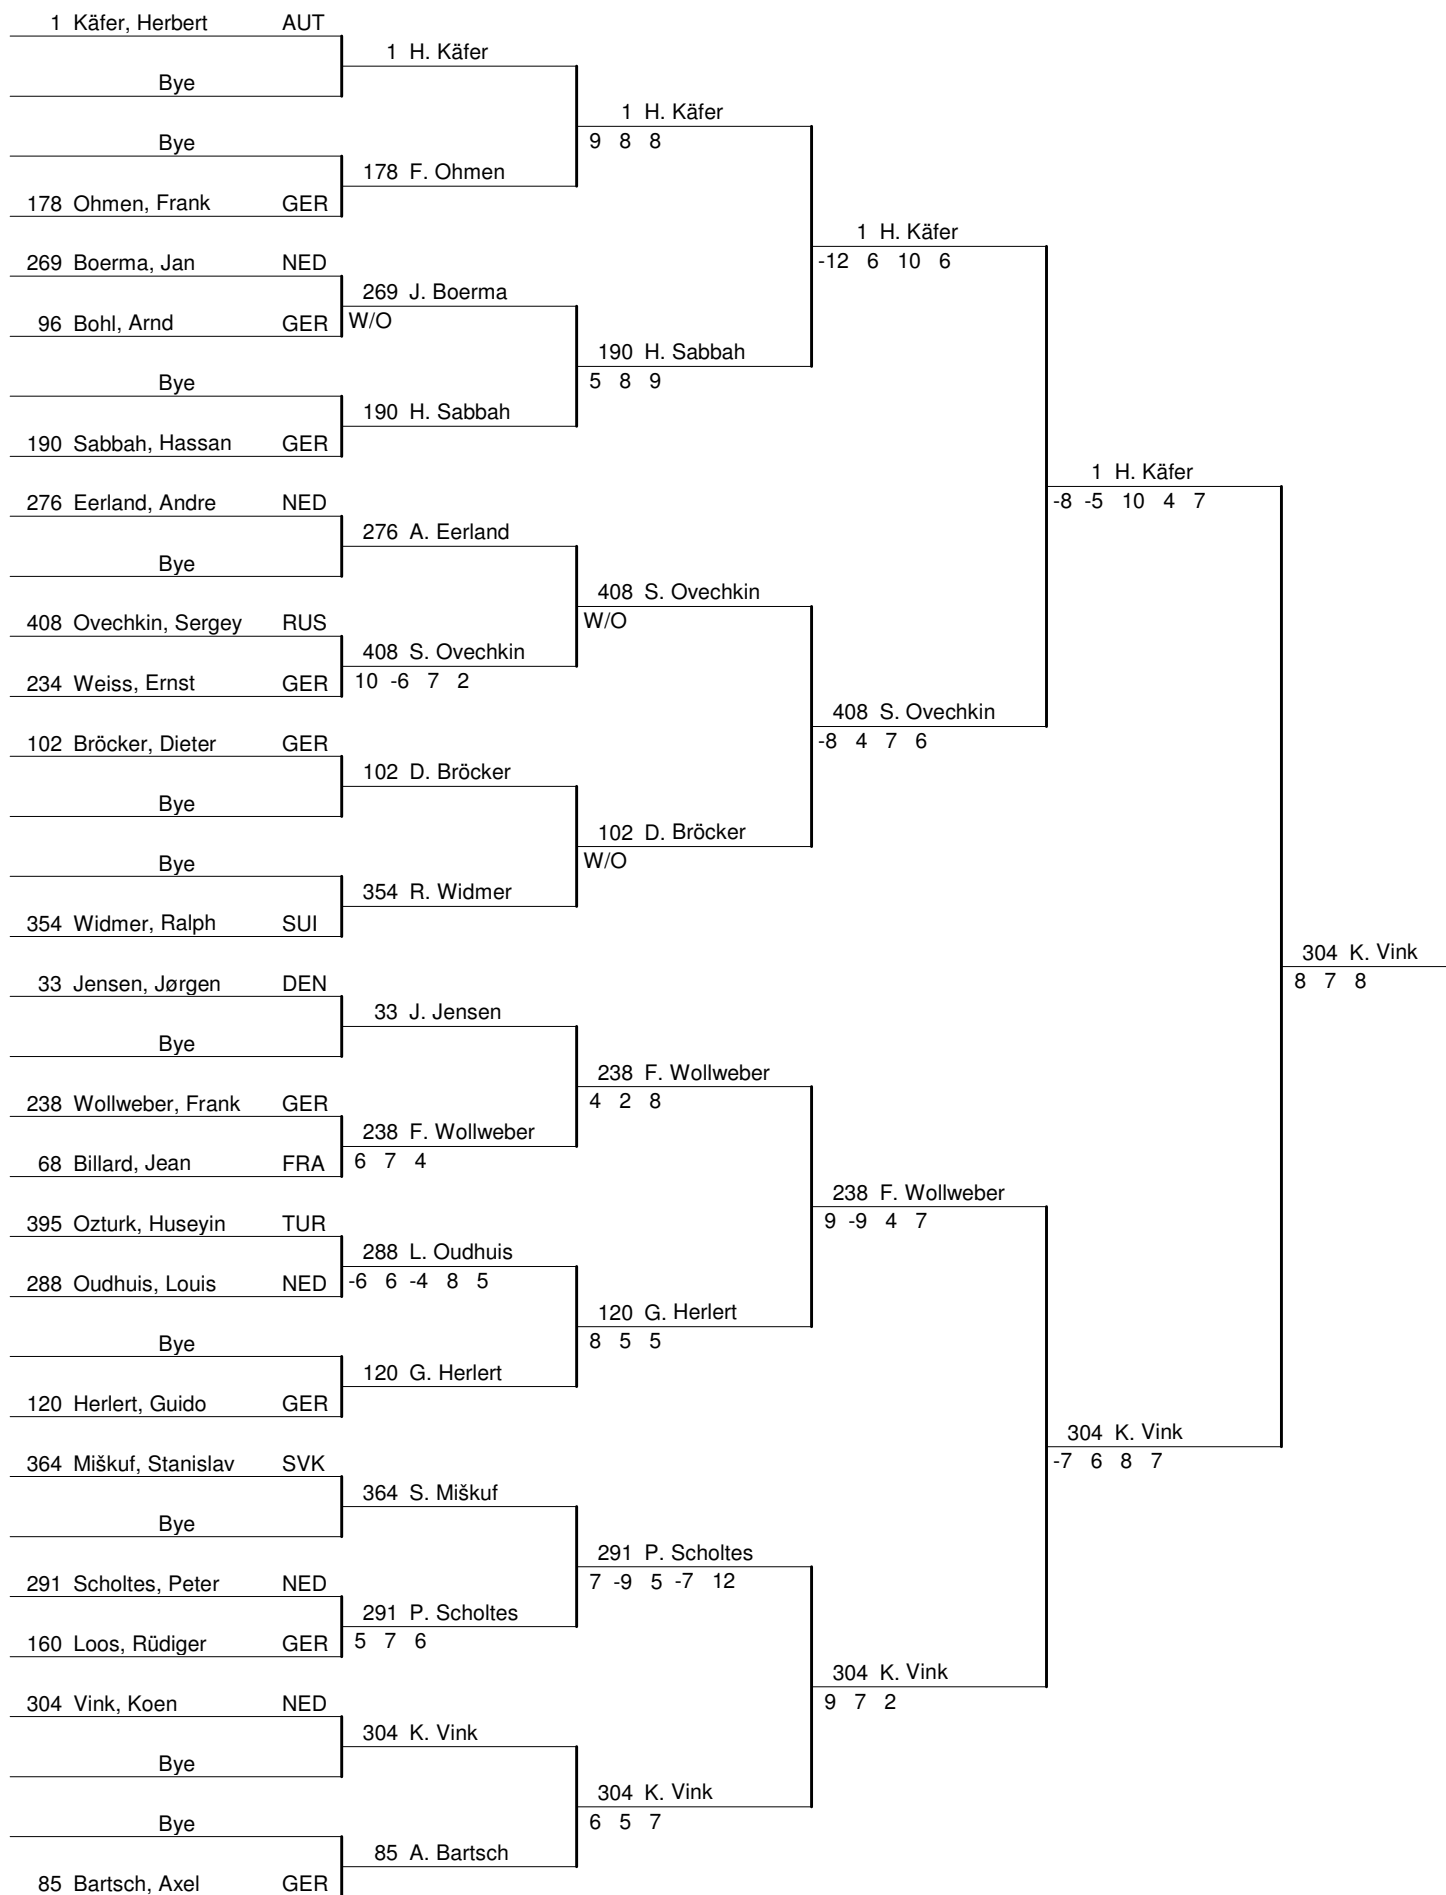 1 Käfer, Herbert AUT
1 H. Käfer
Bye
1 H. Käfer
9 8 8
Bye
178 F. Ohmen
178 Ohmen, Frank GER
1 H. Käfer
-12 6 10 6
269 Boerma, Jan NED
269 J. Boerma
96 Bohl, Arnd GER
W/O
190 H. Sabbah
5 8 9
Bye
190 H. Sabbah
190 Sabbah, Hassan GER
1 H. Käfer
-8 -5 10 4 7
276 Eerland, Andre NED
276 A. Eerland
Bye
408 S. Ovechkin
W/O
408 Ovechkin, Sergey RUS
408 S. Ovechkin
234 Weiss, Ernst GER
10 -6 7 2
408 S. Ovechkin
-8 4 7 6
102 Bröcker, Dieter GER
102 D. Bröcker
Bye
102 D. Bröcker
W/O
Bye
354 R. Widmer
354 Widmer, Ralph SUI
304 K. Vink
8 7 8
33 Jensen, Jørgen DEN
33 J. Jensen
Bye
238 F. Wollweber
4 2 8
238 Wollweber, Frank GER
238 F. Wollweber
68 Billard, Jean FRA
6 7 4
238 F. Wollweber
9 -9 4 7
395 Ozturk, Huseyin TUR
288 L. Oudhuis
288 Oudhuis, Louis NED
-6 6 -4 8 5
120 G. Herlert
8 5 5
Bye
120 G. Herlert
120 Herlert, Guido GER
304 K. Vink
-7 6 8 7
364 Miškuf, Stanislav SVK
364 S. Miškuf
Bye
291 P. Scholtes
7 -9 5 -7 12
291 Scholtes, Peter NED
291 P. Scholtes
160 Loos, Rüdiger GER
5 7 6
304 K. Vink
9 7 2
304 Vink, Koen NED
304 K. Vink
Bye
304 K. Vink
6 5 7
Bye
85 A. Bartsch
85 Bartsch, Axel GER